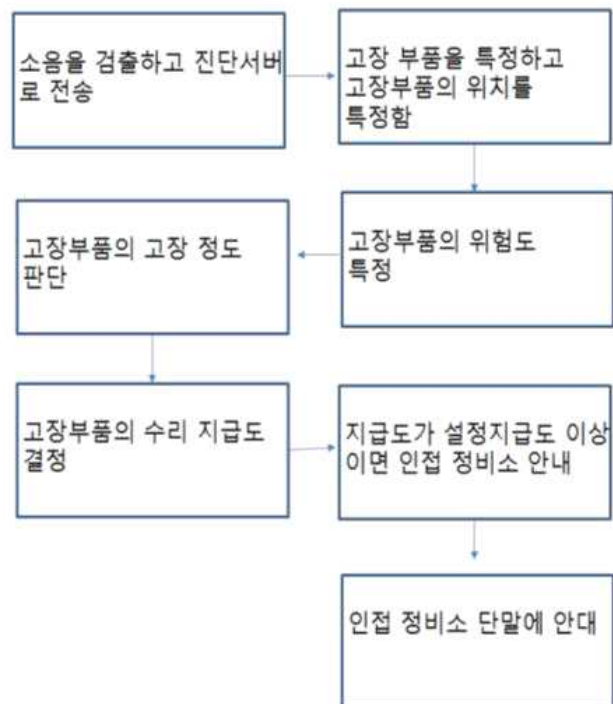 소음을 검출하고 진단서버
로 전송
고장 부품을 특정하고
고장부품의 위치를
특정함
고장부품의 위험도
특정
고장부품의 고장 정도
판단
고장부품의 수리 지급도
결정
지급도가 설정지급도 이상
이면 인접 정비소 안내
인접 정비소 단말에 안대